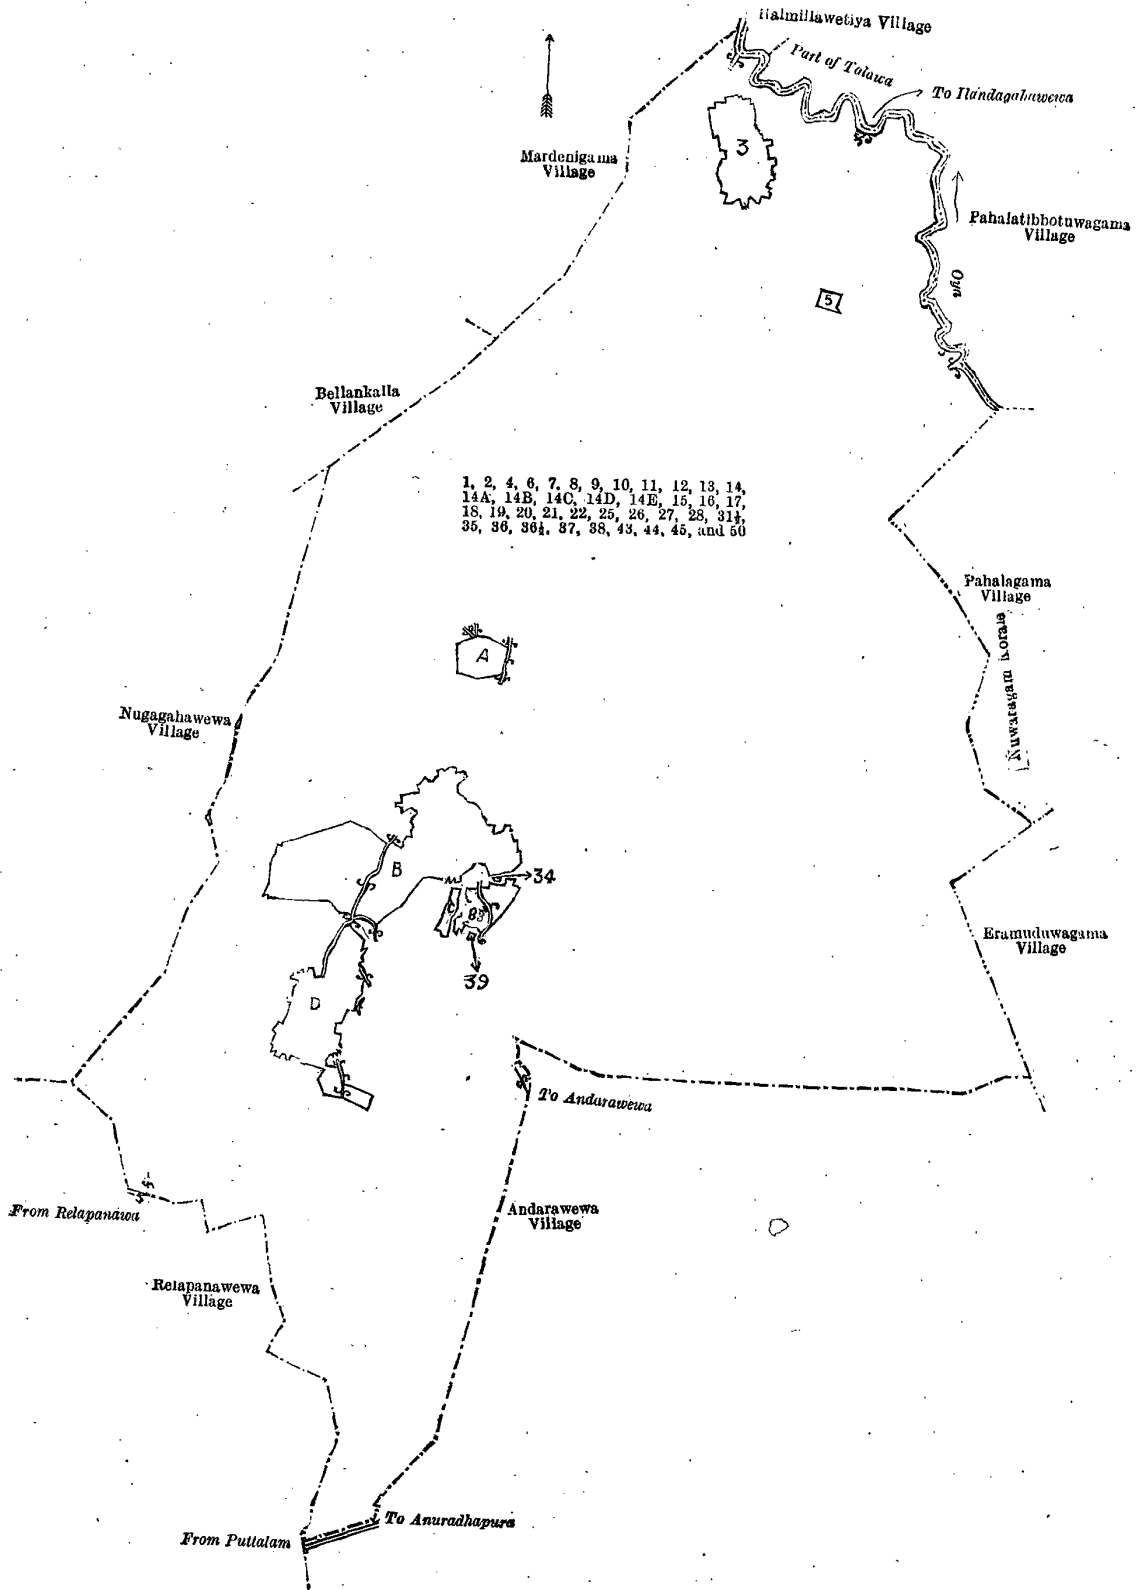 Halmillawetiya Village
Part of Talawa
To Ilandagahawewa
3
Mardenigama
Village
Pahalatibbotuwagama
Village
Oya
5
Bellankalla
Village
1, 2, 4, 6, 7, 8, 9, 10, 11, 12, 13, 14,
14A, 14B, 14C, 14D, 14E, 15, 16, 17,
18, 19, 20, 21, 22, 25, 26, 27, 28, 31½,
35, 36, 36½, 37, 38, 43, 44, 45, and 50
Pahalagama
Village
Nuwaragam Korale
A
Nugagahawewa
Village
B
34
C
39
D
Eramuduwagama
Village
To Andarawewa
From Relapanawa
Andarawewa
Village
Relapanawewa
Village
To Anuradhapura
From Puttalam